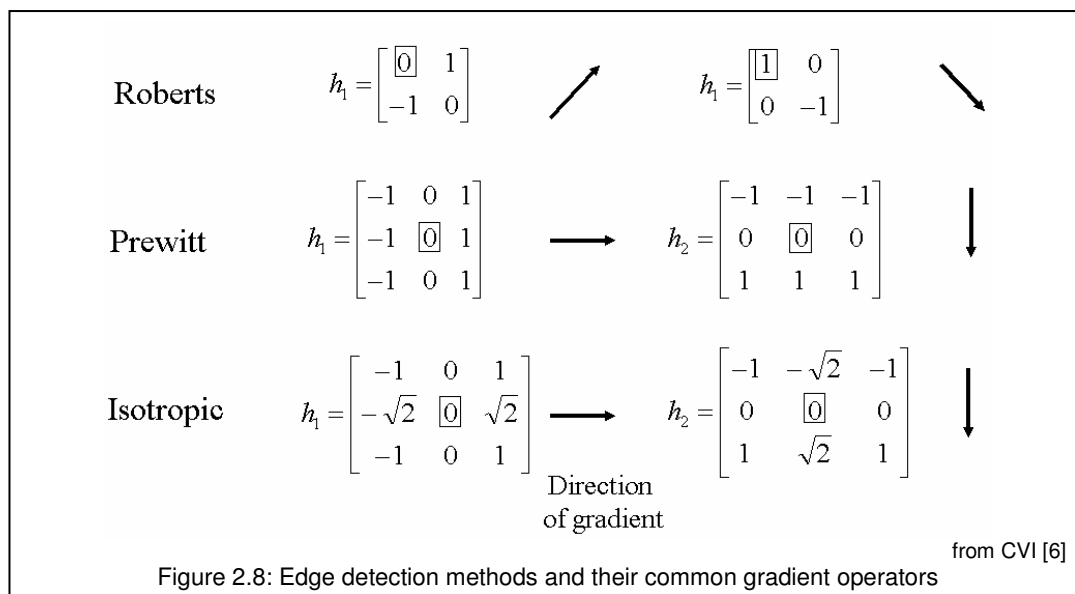 Roberts h₁ = [0 1; −1 0] h₁ = [1 0; 0 −1]
Prewitt h₁ = [−1 0 1; −1 0 1; −1 0 1] h₂ = [−1 −1 −1; 0 0 0; 1 1 1]
Isotropic h₁ = [−1 0 1; −√2 0 √2; −1 0 1] h₂ = [−1 −√2 −1; 0 0 0; 1 √2 1]
Direction
of gradient
from CVI [6]
Figure 2.8: Edge detection methods and their common gradient operators